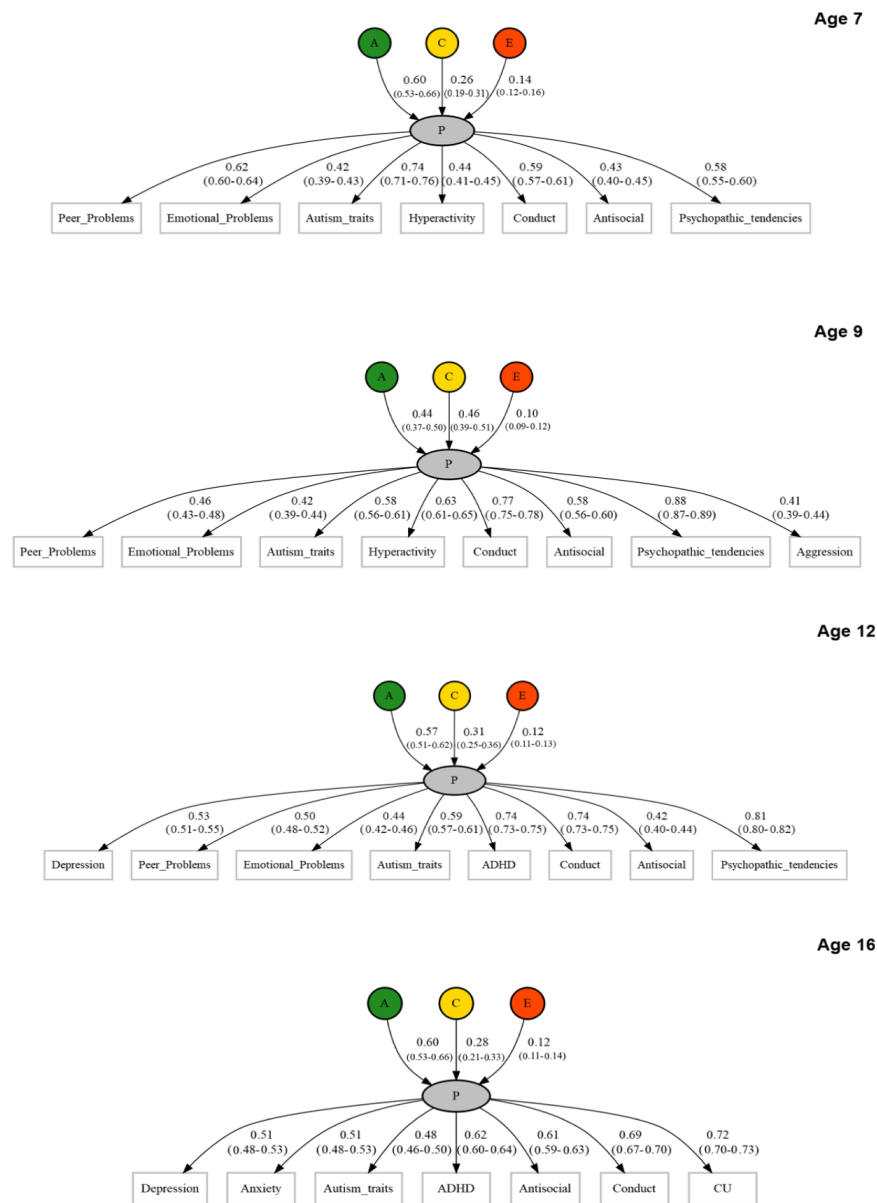 Age 7
A C E
0.60 0.26 0.14
(0.53-0.66) (0.19-0.31) (0.12-0.16)
P
0.62 0.42 0.74 0.44 0.59 0.43 0.58
(0.60-0.64) (0.39-0.43) (0.71-0.76) (0.41-0.45) (0.57-0.61) (0.40-0.45) (0.55-0.60)
Peer_Problems Emotional_Problems Autism_traits Hyperactivity Conduct Antisocial Psychopathic_tendencies
Age 9
A C E
0.44 0.46 0.10
(0.37-0.50) (0.39-0.51) (0.09-0.12)
P
0.46 0.42 0.58 0.63 0.77 0.58 0.88 0.41
(0.43-0.48) (0.39-0.44) (0.56-0.61) (0.61-0.65) (0.75-0.78) (0.56-0.60) (0.87-0.89) (0.39-0.44)
Peer_Problems Emotional_Problems Autism_traits Hyperactivity Conduct Antisocial Psychopathic_tendencies Aggression
Age 12
A C E
0.57 0.31 0.12
(0.51-0.62) (0.25-0.36) (0.11-0.13)
P
0.53 0.50 0.44 0.59 0.74 0.74 0.42 0.81
(0.51-0.55) (0.48-0.52) (0.42-0.46) (0.57-0.61) (0.73-0.75) (0.73-0.75) (0.40-0.44) (0.80-0.82)
Depression Peer_Problems Emotional_Problems Autism_traits ADHD Conduct Antisocial Psychopathic_tendencies
Age 16
A C E
0.60 0.28 0.12
(0.53-0.66) (0.21-0.33) (0.11-0.14)
P
0.51 0.51 0.48 0.62 0.61 0.69 0.72
(0.48-0.53) (0.48-0.53) (0.46-0.50) (0.60-0.64) (0.59-0.63) (0.67-0.70) (0.70-0.73)
Depression Anxiety Autism_traits ADHD Antisocial Conduct CU